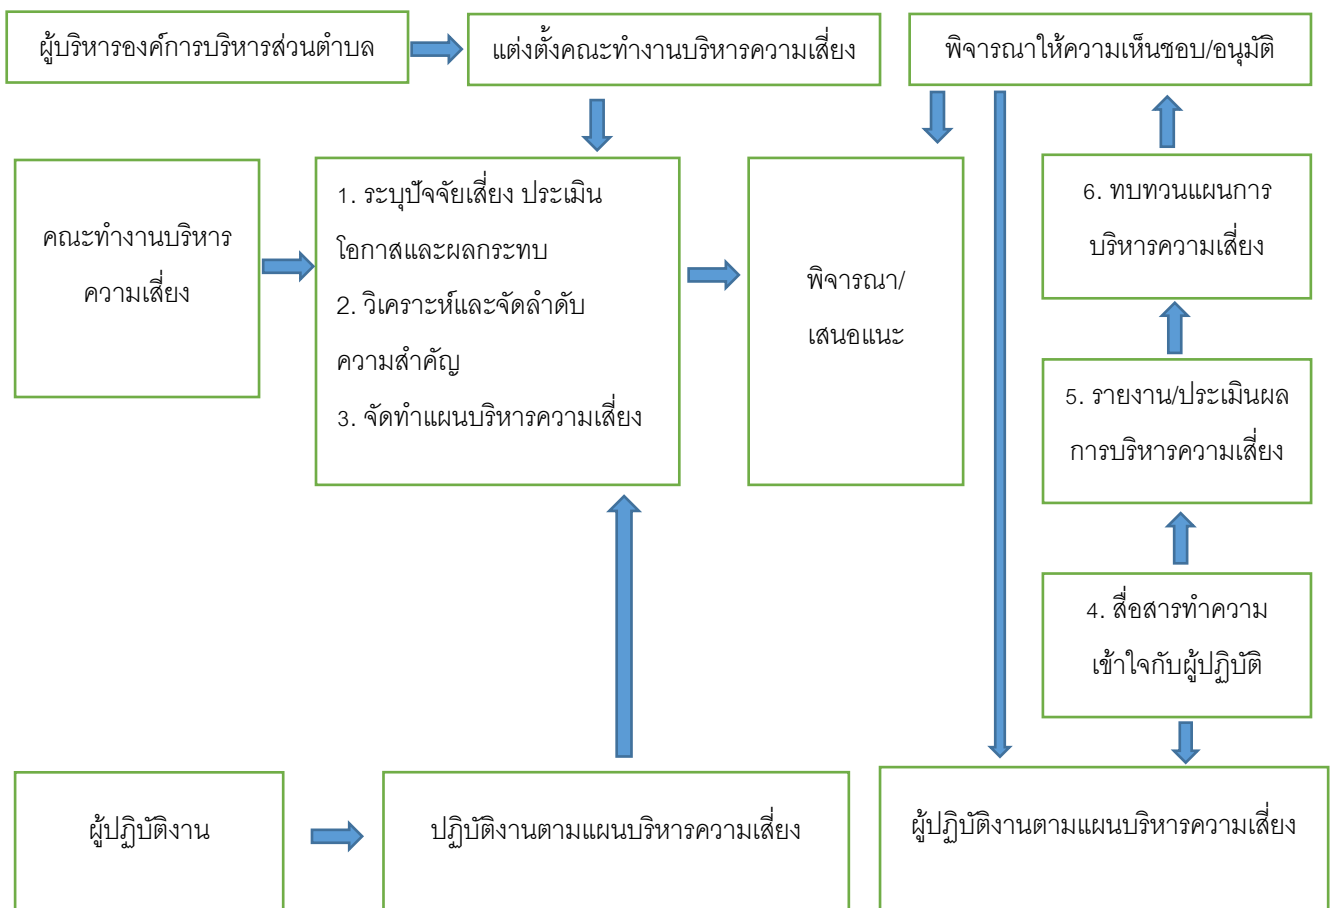 ผู้บริหารองค์การบริหารส่วนตำบล
แต่งตั้งคณะทำงานบริหารความเสี่ยง
พิจารณาให้ความเห็นชอบ/อนุมัติ
คณะทำงานบริหาร
ความเสี่ยง
1. ระบุปัจจัยเสี่ยง ประเมิน
โอกาสและผลกระทบ
2. วิเคราะห์และจัดลำดับ
ความสำคัญ
3. จัดทำแผนบริหารความเสี่ยง
พิจารณา/
เสนอแนะ
6. ทบทวนแผนการ
บริหารความเสี่ยง
5. รายงาน/ประเมินผล
การบริหารความเสี่ยง
4. สื่อสารทำความ
เข้าใจกับผู้ปฏิบัติ
ผู้ปฏิบัติงาน
ปฏิบัติงานตามแผนบริหารความเสี่ยง
ผู้ปฏิบัติงานตามแผนบริหารความเสี่ยง